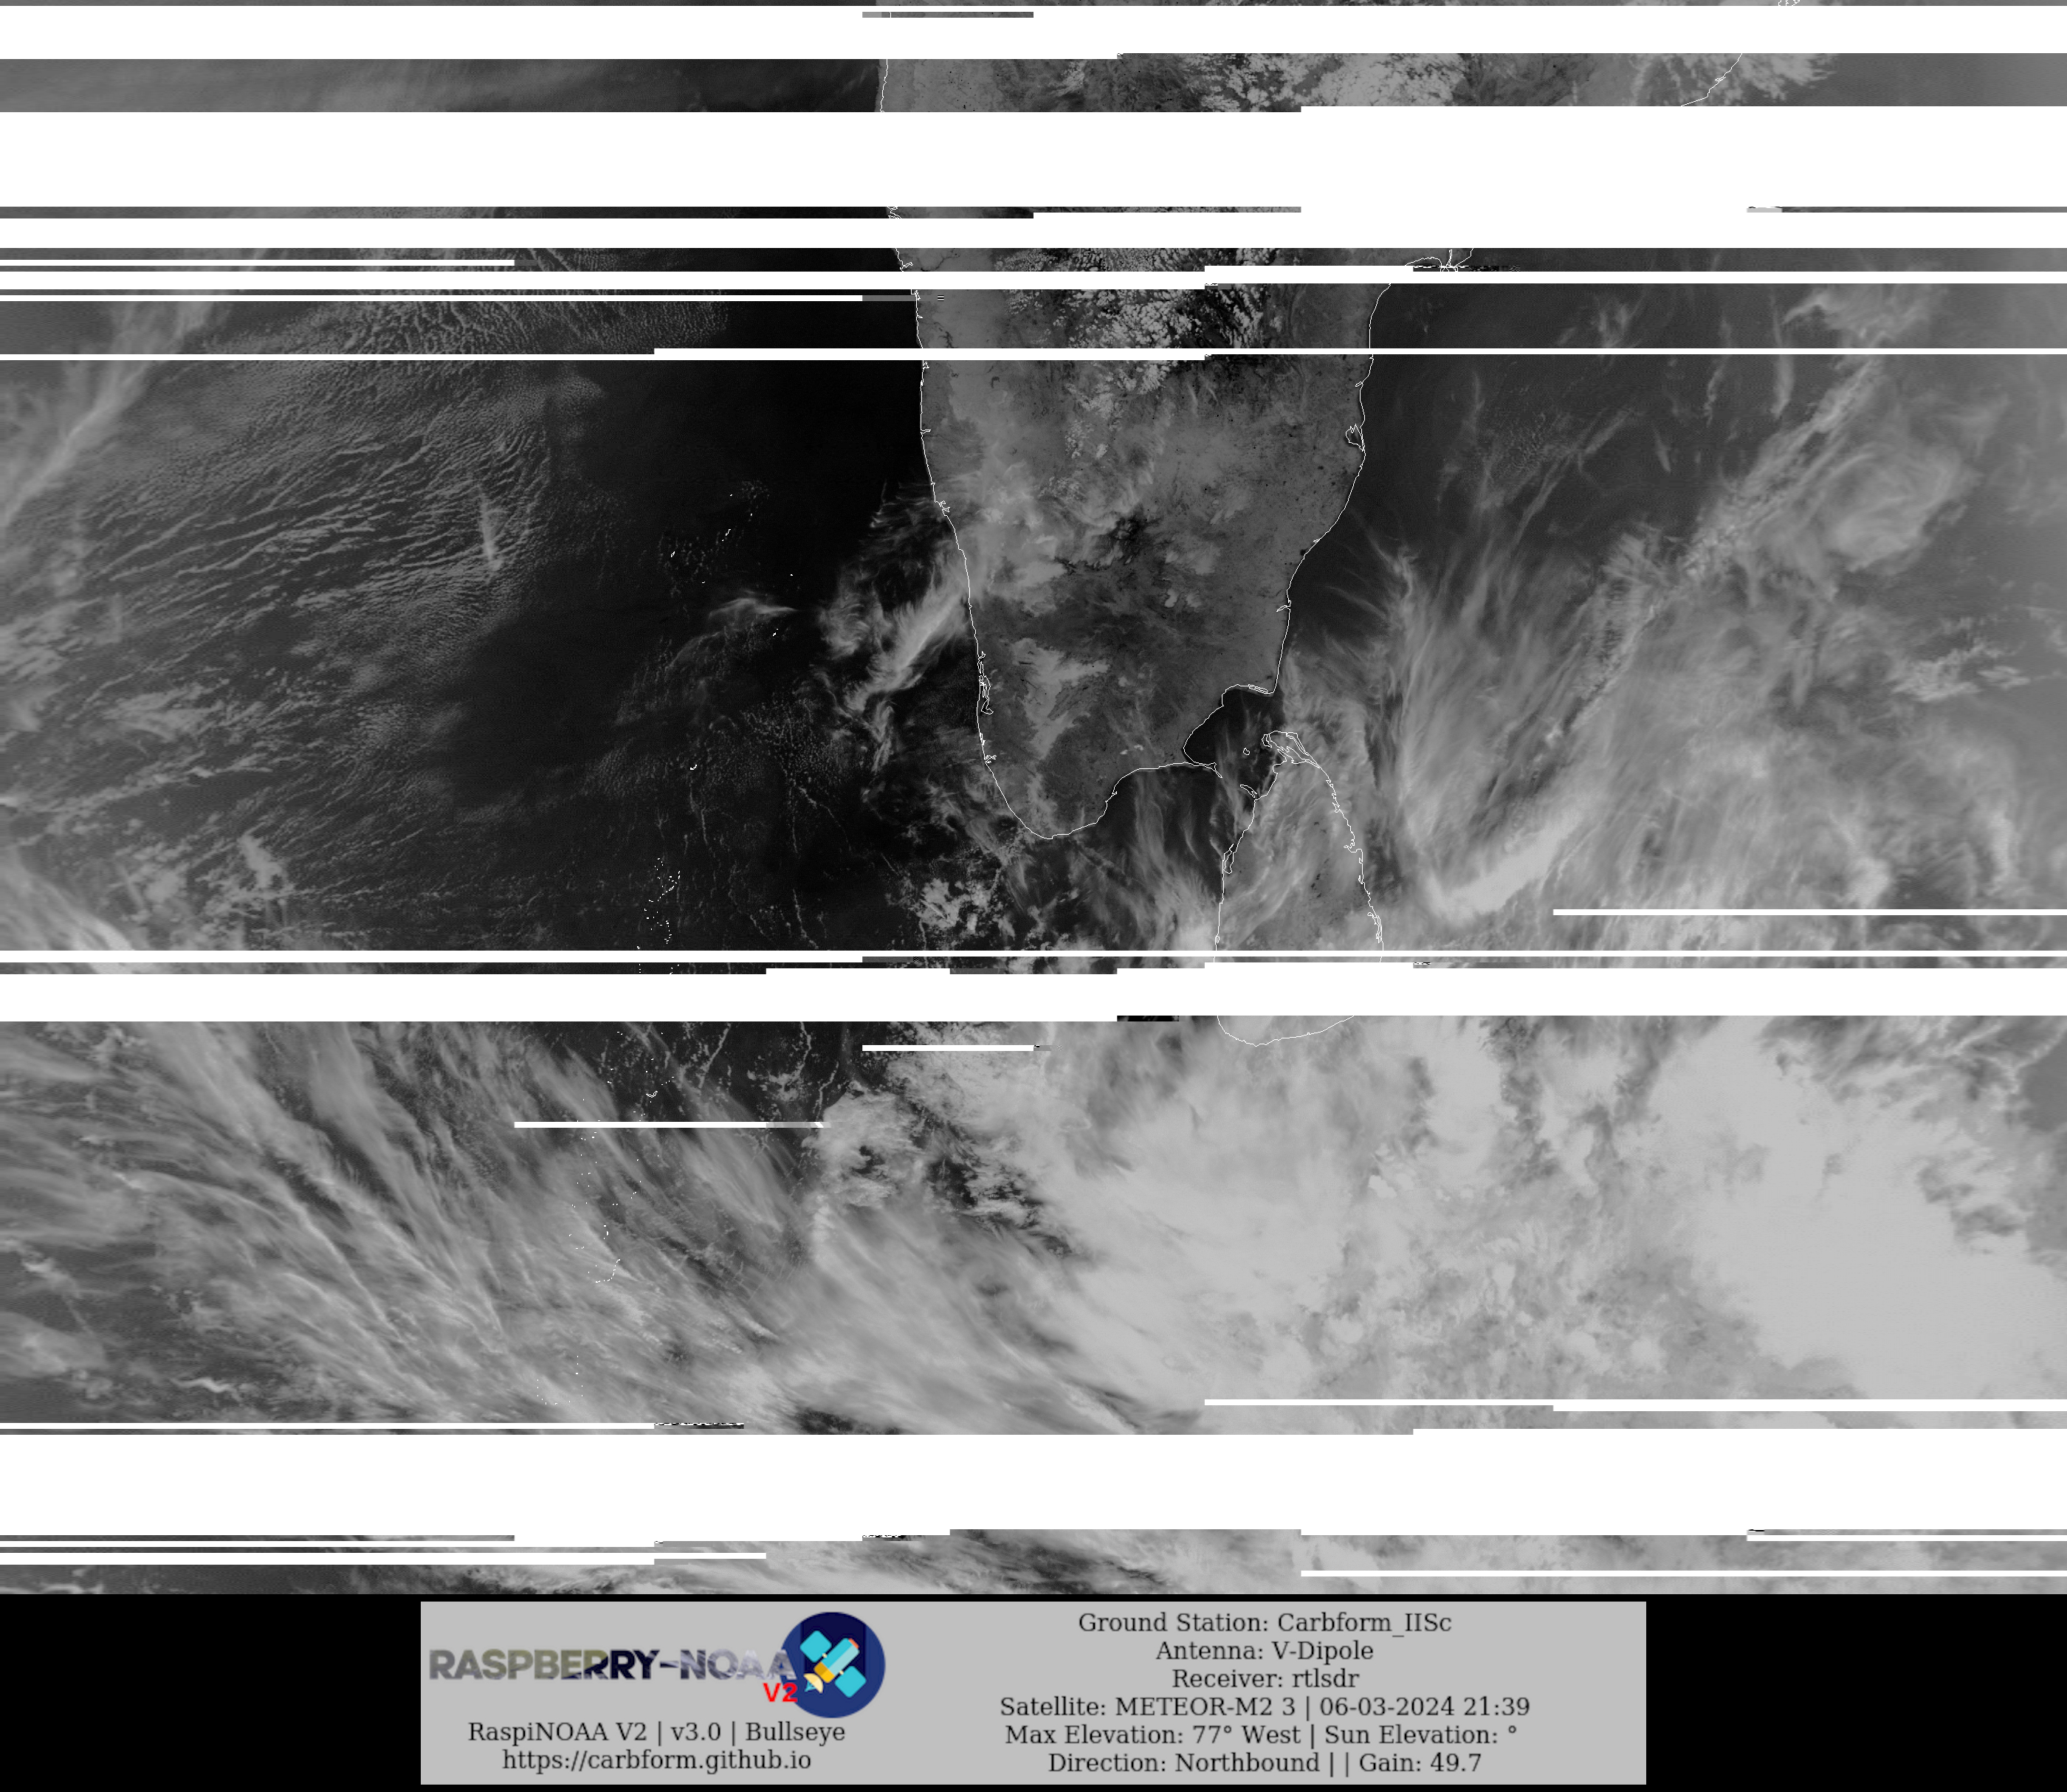 RASPBERRY-NOAA
V2
RaspiNOAA V2 | v3.0 | Bullseye
https://carbform.github.io
Ground Station: Carbform_IISc
Antenna: V-Dipole
Receiver: rtlsdr
Satellite: METEOR-M2 3 | 06-03-2024 21:39
Max Elevation: 77° West | Sun Elevation: °
Direction: Northbound | | Gain: 49.7